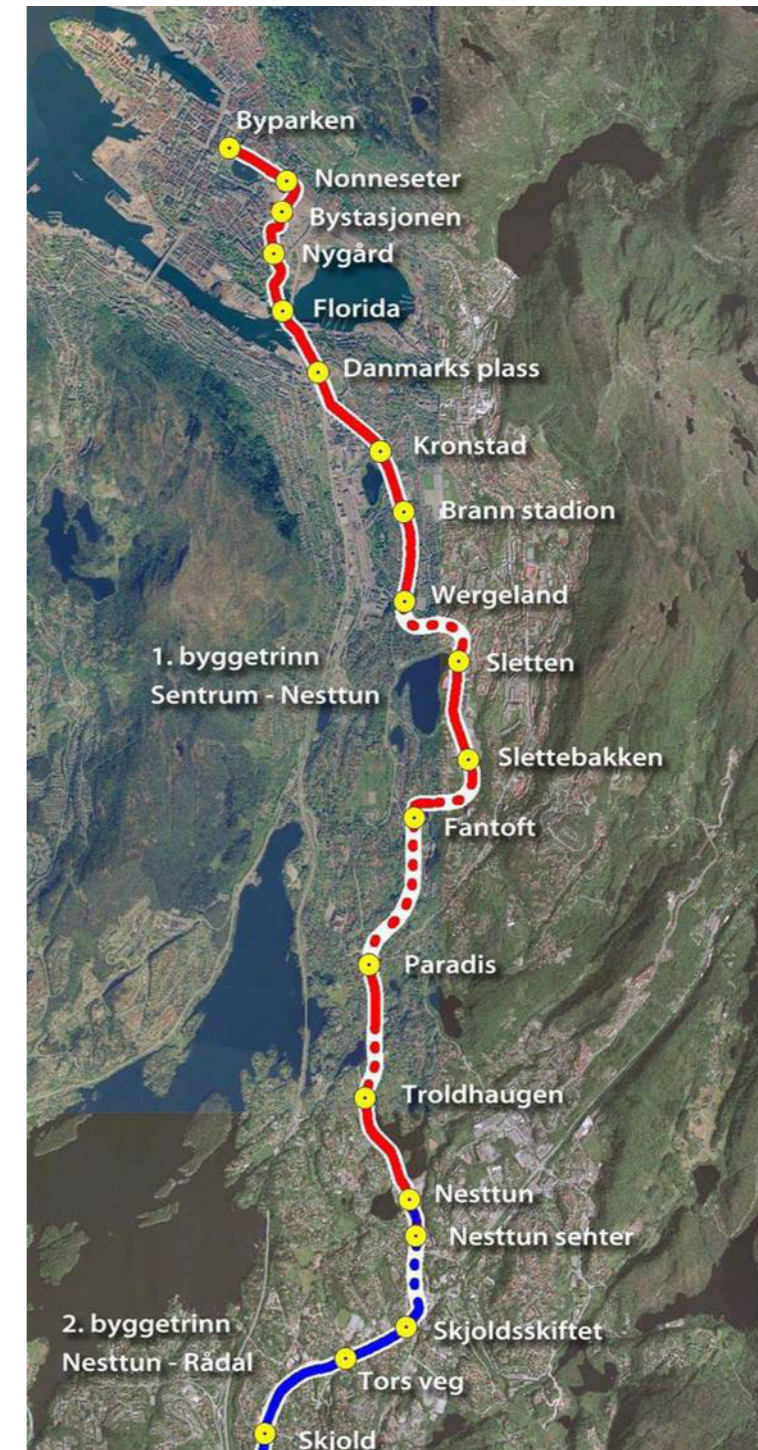 Byparken
Nonneseter
Bystasjonen
Nygård
Florida
Danmarks plass
Kronstad
Brann stadion
Wergeland
1. byggetrinn
Sentrum - Nesttun
Sletten
Slettebakken
Fantoft
Paradis
Troldhaugen
Nesttun
Nesttun senter
2. byggetrinn
Nesttun - Rådal
Skjoldsskiftet
Tors veg
Skjold